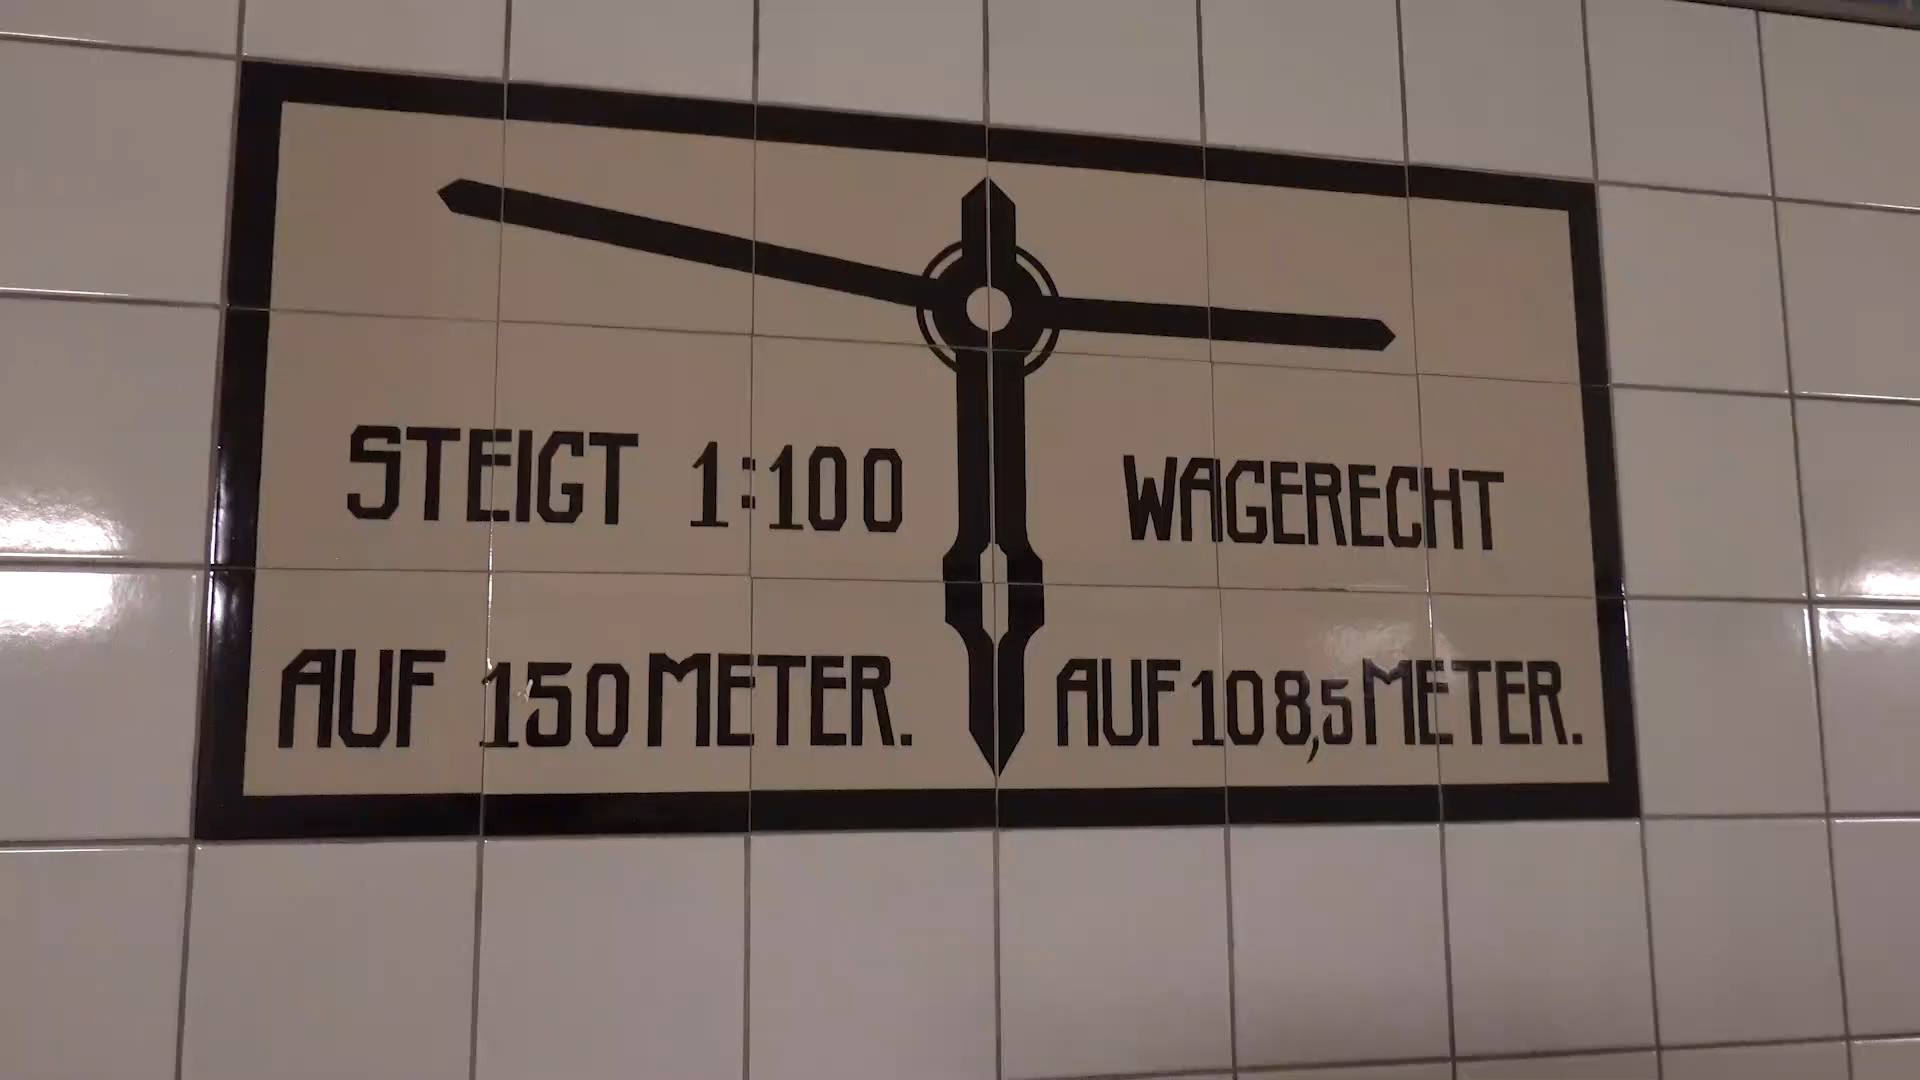 STEIGT 1:100
AUF 150 METER.
WAGERECHT
AUF 108,5 METER.